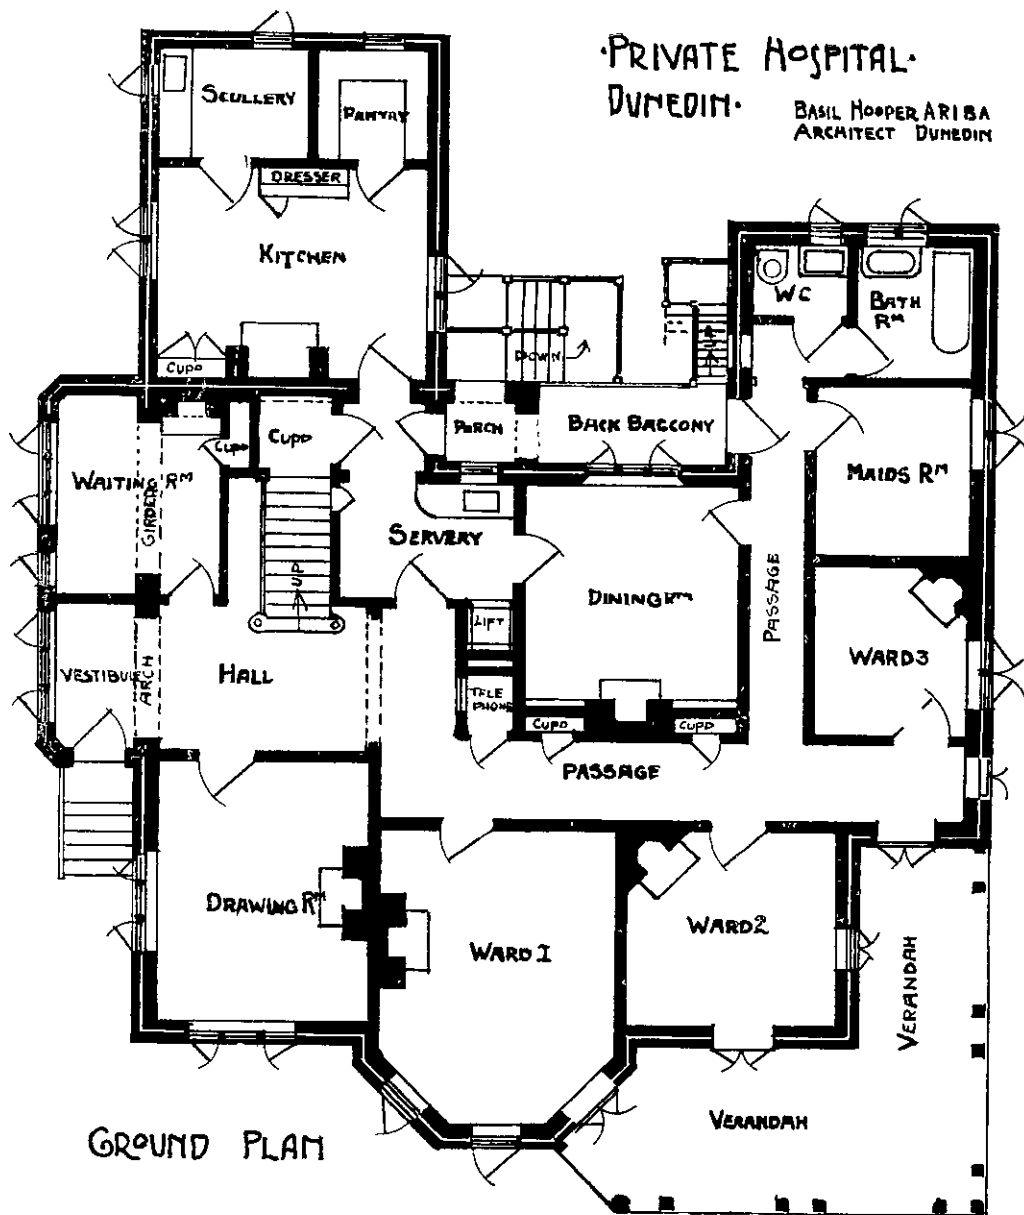 ·PRIVATE HOSPITAL·
DUNEDIN·
BASIL HOOPER ARIBA
ARCHITECT DUNEDIN
SCULLERY
PANTRY
DRESSER
KITCHEN
CUPD
WC
BATH
RM
DOWN
UP
PORCH
BACK BALCONY
CUPD
CUPD
WAITING RM
GIRDER
MAIDS RM
SERVERY
UP
DINING RM
PASSAGE
LIFT
WARD 3
VESTIBULE
ARCH
HALL
TELE
PHONE
CUPD
CUPD
PASSAGE
DRAWING RM
WARD 1
WARD 2
VERANDAH
VERANDAH
GROUND PLAN